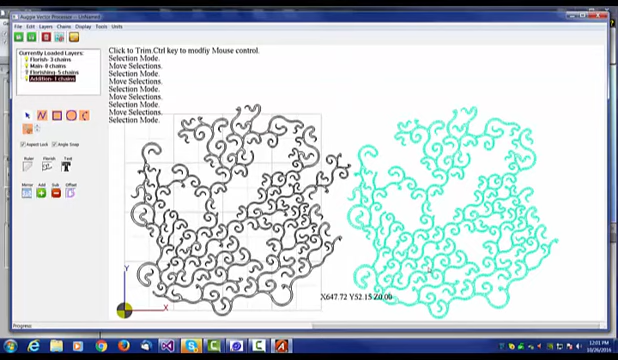 Auggie Vector Processor -- UnNamed
File Edit Layers Chains Display Tools Units
Currently Loaded Layers:
Florish- 3 chains
Main- 8 chains
Florishing- 5 chains
Addition- 1 chains
Click to Trim.Ctrl key to modfiy Mouse control.
Selection Mode.
Move Selections.
Selection Mode.
Move Selections.
Selection Mode.
Move Selections.
Selection Mode.
Move Selections.
Selection Mode.
Aspect Lock Angle Snap
Ruler Florish Text
Mirror Add Sub Offset
Y
X
X647.72 Y52.15 Z0.00
Progress:
12:01 PM
10/26/2016